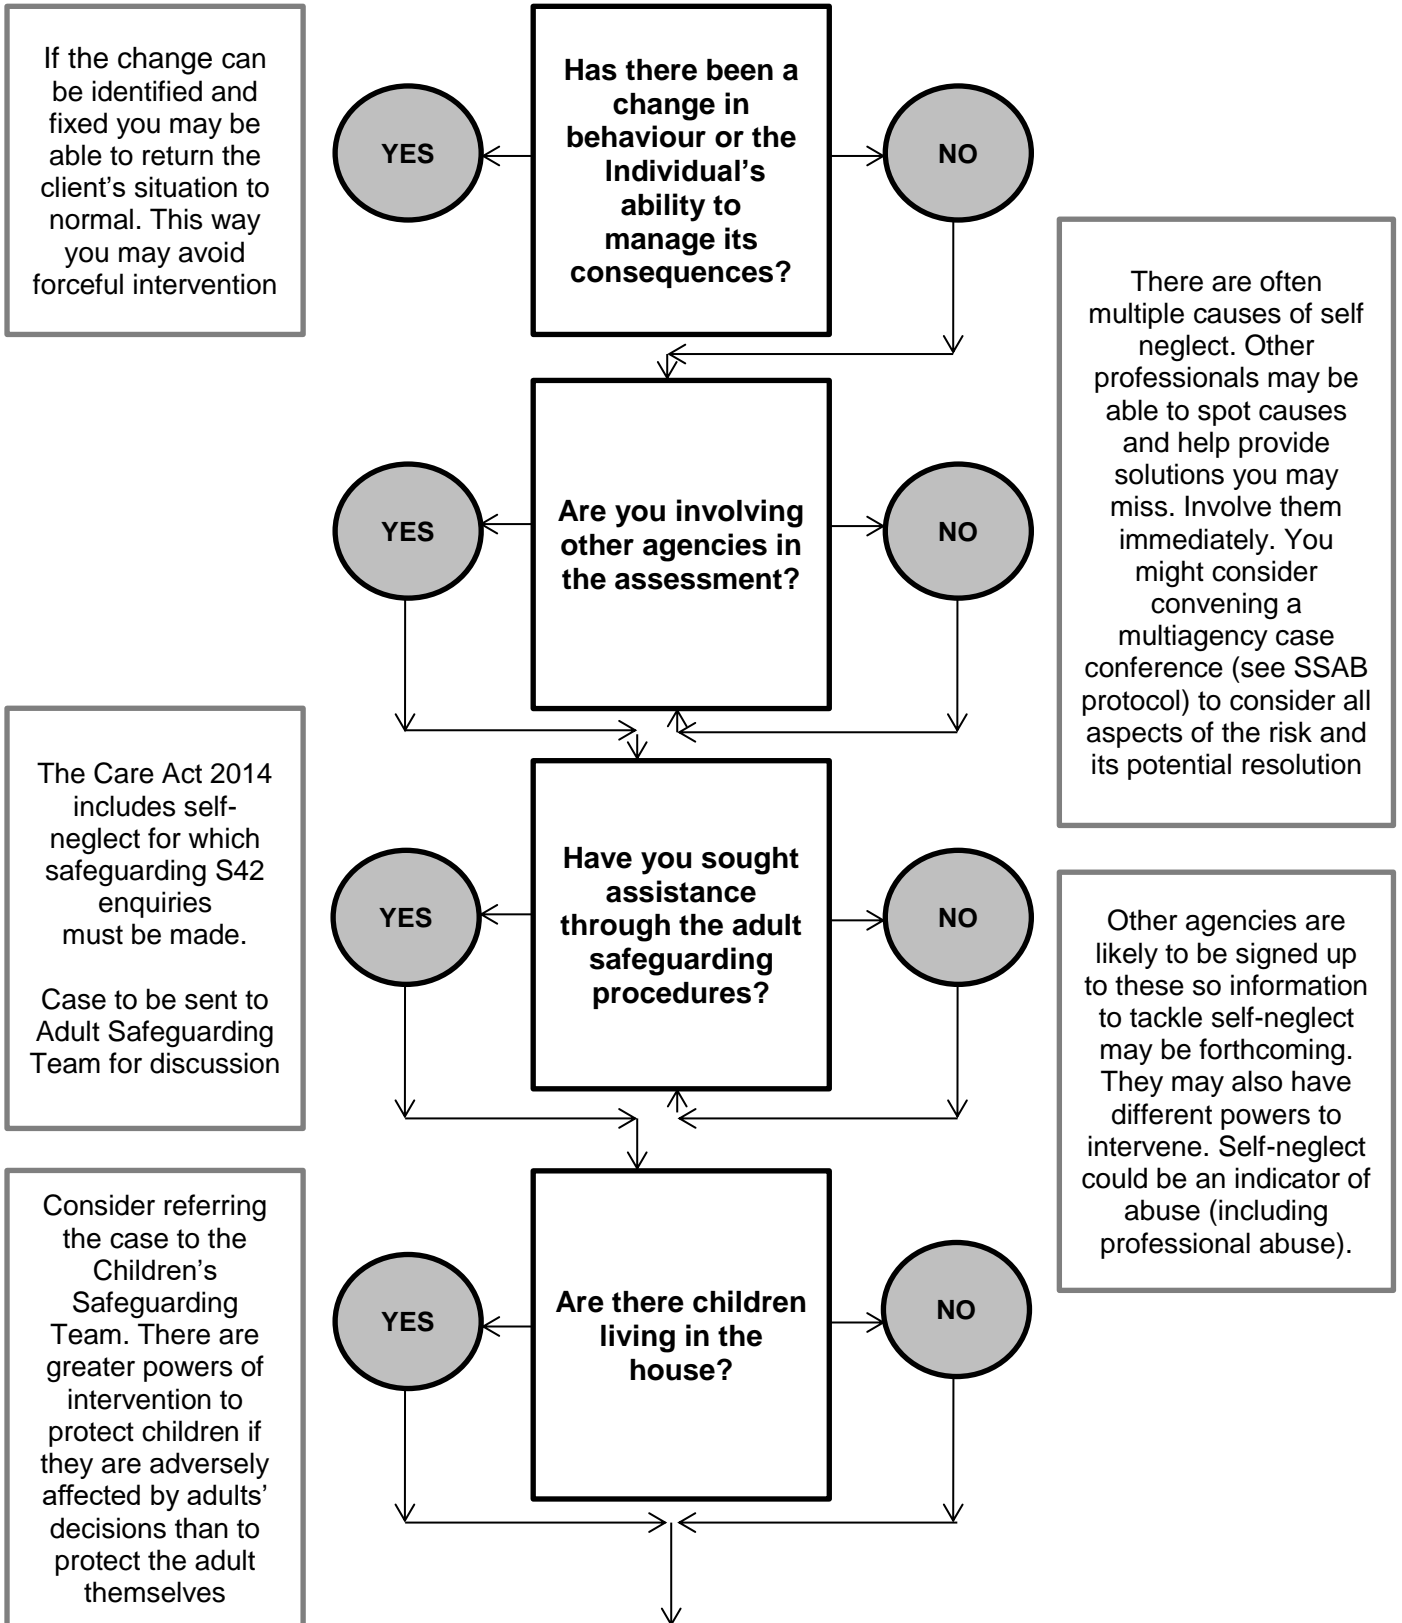 If the change can
be identified and
fixed you may be
able to return the
client’s situation to
normal. This way
you may avoid
forceful intervention
YES
Has there been a
change in
behaviour or the
Individual’s
ability to
manage its
consequences?
NO
There are often
multiple causes of self
neglect. Other
professionals may be
able to spot causes
and help provide
solutions you may
miss. Involve them
immediately. You
might consider
convening a
multiagency case
conference (see SSAB
protocol) to consider all
aspects of the risk and
its potential resolution
YES
Are you involving
other agencies in
the assessment?
NO
The Care Act 2014
includes self-
neglect for which
safeguarding S42
enquiries
must be made.
Case to be sent to
Adult Safeguarding
Team for discussion
YES
Have you sought
assistance
through the adult
safeguarding
procedures?
NO
Other agencies are
likely to be signed up
to these so information
to tackle self-neglect
may be forthcoming.
They may also have
different powers to
intervene. Self-neglect
could be an indicator of
abuse (including
professional abuse).
Consider referring
the case to the
Children’s
Safeguarding
Team. There are
greater powers of
intervention to
protect children if
they are adversely
affected by adults’
decisions than to
protect the adult
themselves
YES
Are there children
living in the
house?
NO